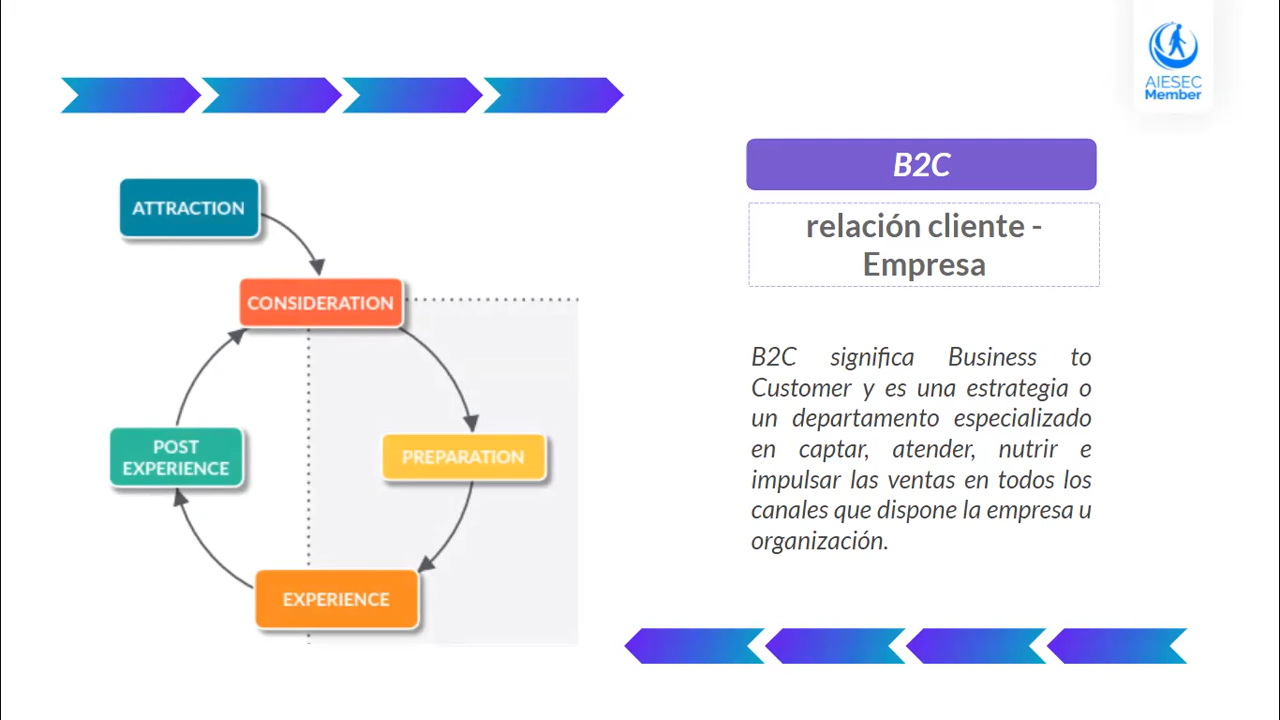 AIESEC
Member
B2C
relación cliente -
Empresa
ATTRACTION
CONSIDERATION
PREPARATION
EXPERIENCE
POST
EXPERIENCE
B2C significa Business to
Customer y es una estrategia o
un departamento especializado
en captar, atender, nutrir e
impulsar las ventas en todos los
canales que dispone la empresa u
organización.